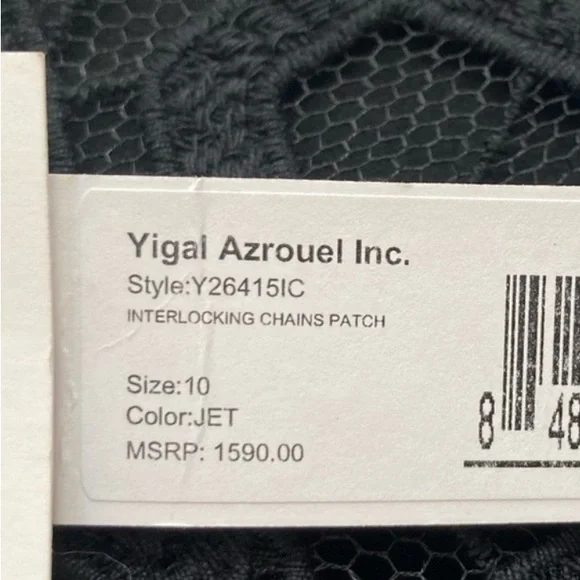 Yigal Azrouel Inc.
Style:Y26415IC
INTERLOCKING CHAINS PATCH
Size:10
Color:JET
MSRP: 1590.00
8 48